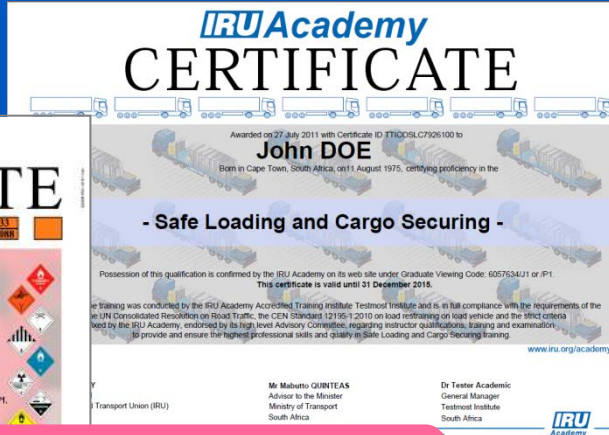 IRU Academy
CERTIFICATE
Awarded on 27 July 2011 with Certificate ID TTICOSLC7926100 to
John DOE
Born in Cape Town, South Africa, on11 August 1975, certifying proficiency in the
- Safe Loading and Cargo Securing -
Possession of this qualification is confirmed by the IRU Academy on its web site under Graduate Viewing Code: 6057634/J1 or /P1.
This certificate is valid until 31 December 2015.
e training was conducted by the IRU Academy Accredited Training Institute Testmost Institute and is in full compliance with the requirements of the
e UN Consolidated Resolution on Road Traffic, the CEN Standard 12195-1:2010 on load restraining on load vehicle and the strict criteria
ixed by the IRU Academy, endorsed by its high level Advisory Committee, regarding instructor qualifications, training and examination
to provide and ensure the highest professional skills and quality in Safe Loading and Cargo Securing training.
www.iru.org/academy
Y
Transport Union (IRU)
Mr Mabutto QUINTEAS
Advisor to the Minister
Ministry of Transport
South Africa
Dr Tester Academic
General Manager
Testmost Institute
South Africa
IRU
Academy
TE
33
P1.